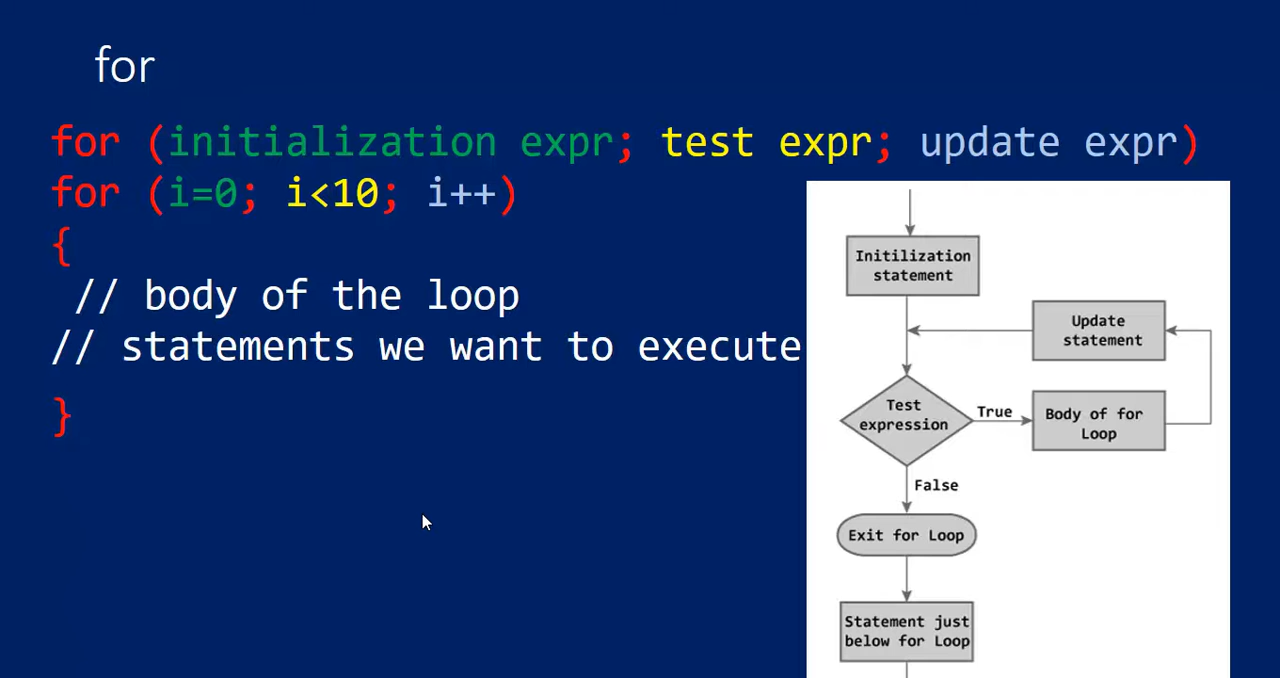 for
for (initialization expr; test expr; update expr)
for (i=0; i<10; i++)
{
// body of the loop
// statements we want to execute
}
Initilization
statement
Update
statement
Test
expression
True
Body of for
Loop
False
Exit for Loop
Statement just
below for Loop